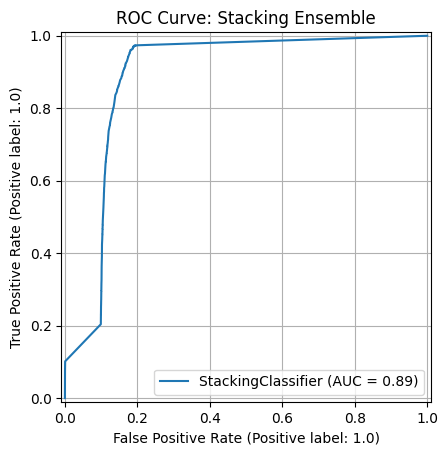 ROC Curve: Stacking Ensemble
1.0
0.8
0.6
0.4
0.2
0.0
True Positive Rate (Positive label: 1.0)
StackingClassifier (AUC = 0.89)
0.0 0.2 0.4 0.6 0.8 1.0
False Positive Rate (Positive label: 1.0)